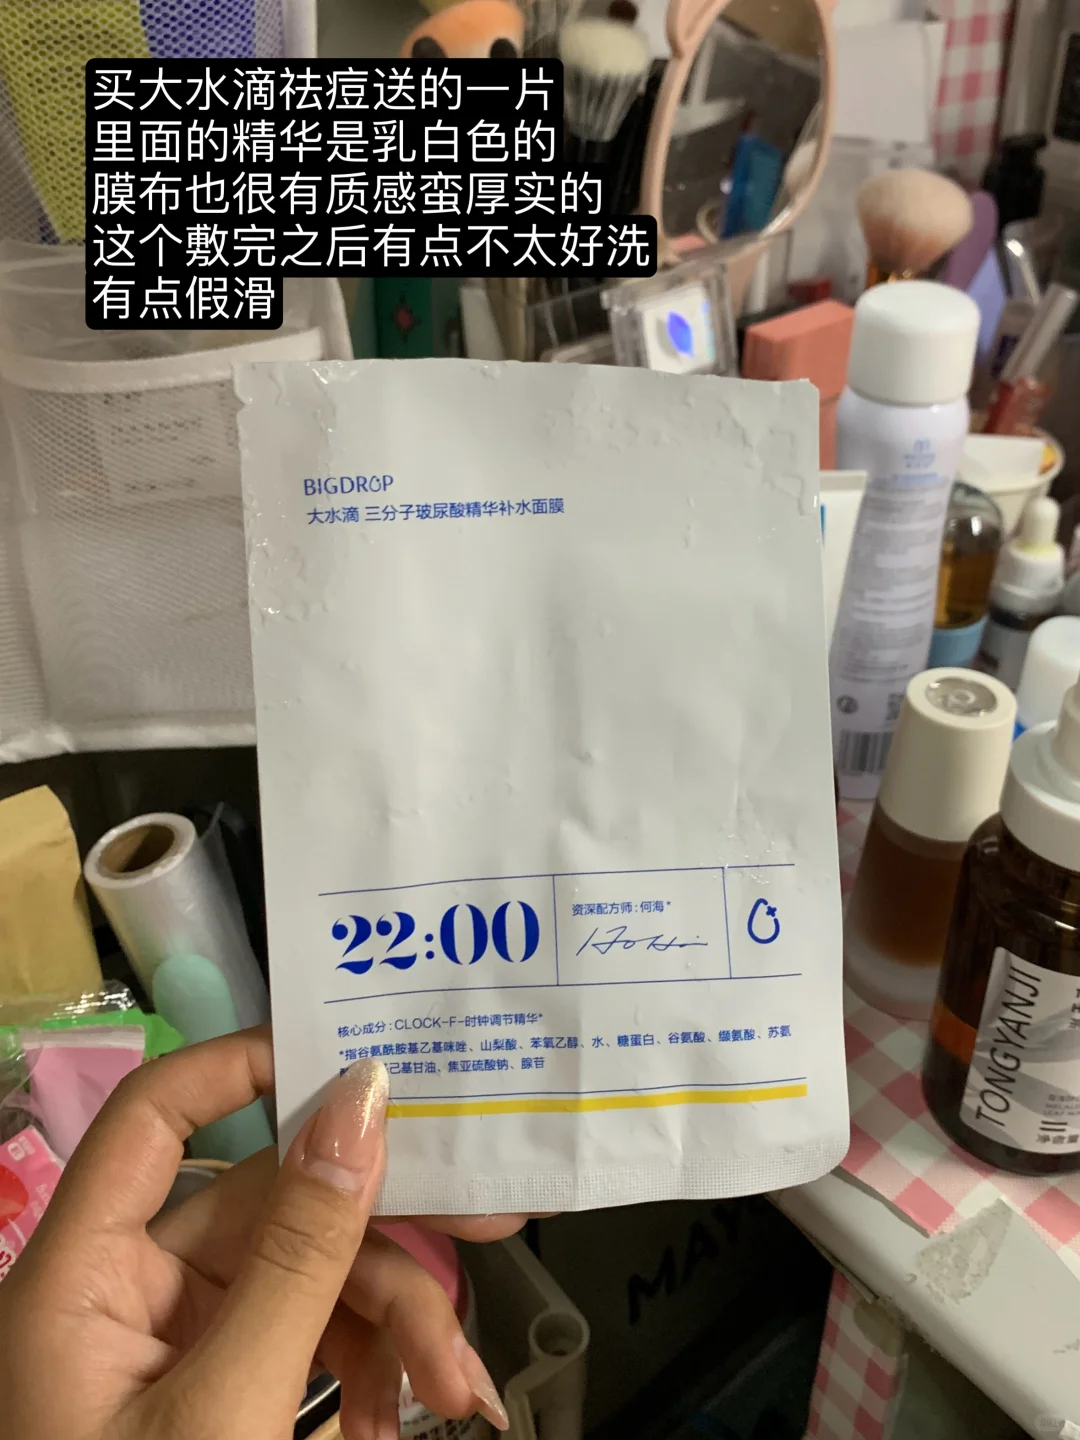 买大水滴祛痘送的一片
里面的精华是乳白色的
膜布也很有质感蛮厚实的
这个敷完之后有点不太好洗
有点假滑
BIGDROP
大水滴 三分子玻尿酸精华补水面膜
22:00
资深配方师:何海*
核心成分:CLOCK-F-时钟调节精华*
*指谷氨酰胺基乙基咪唑、山梨酸、苯氧乙醇、水、糖蛋白、谷氨酸、缬氨酸、苏氨
己基甘油、焦亚硫酸钠、腺苷
TONGYANJI